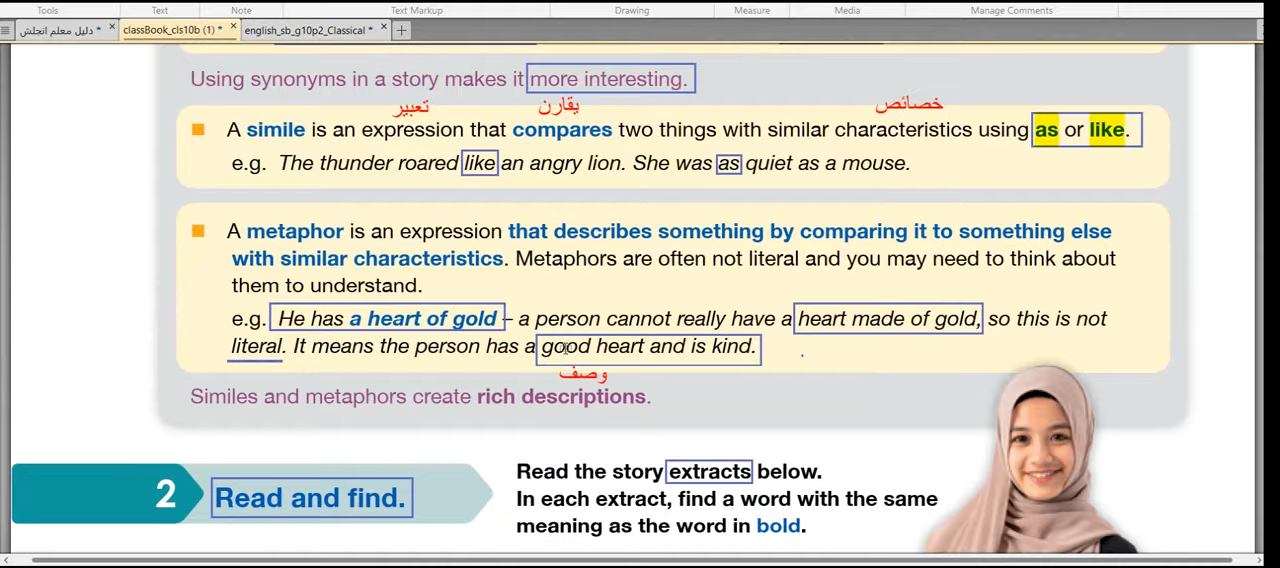 Tools Text Note Text Markup Drawing Measure Media Manage Comments
دليل معلم انجلش * × classBook_cls10b (1) * × english_sb_g10p2_Classical * ×
Using synonyms in a story makes it more interesting.
تعبير يقارن خصائص
A simile is an expression that compares two things with similar characteristics using as or like.
e.g. The thunder roared like an angry lion. She was as quiet as a mouse.
A metaphor is an expression that describes something by comparing it to something else
with similar characteristics. Metaphors are often not literal and you may need to think about
them to understand.
e.g. He has a heart of gold – a person cannot really have a heart made of gold, so this is not
literal. It means the person has a good heart and is kind.
وصف
Similes and metaphors create rich descriptions.
2 Read and find.
Read the story extracts below.
In each extract, find a word with the same
meaning as the word in bold.